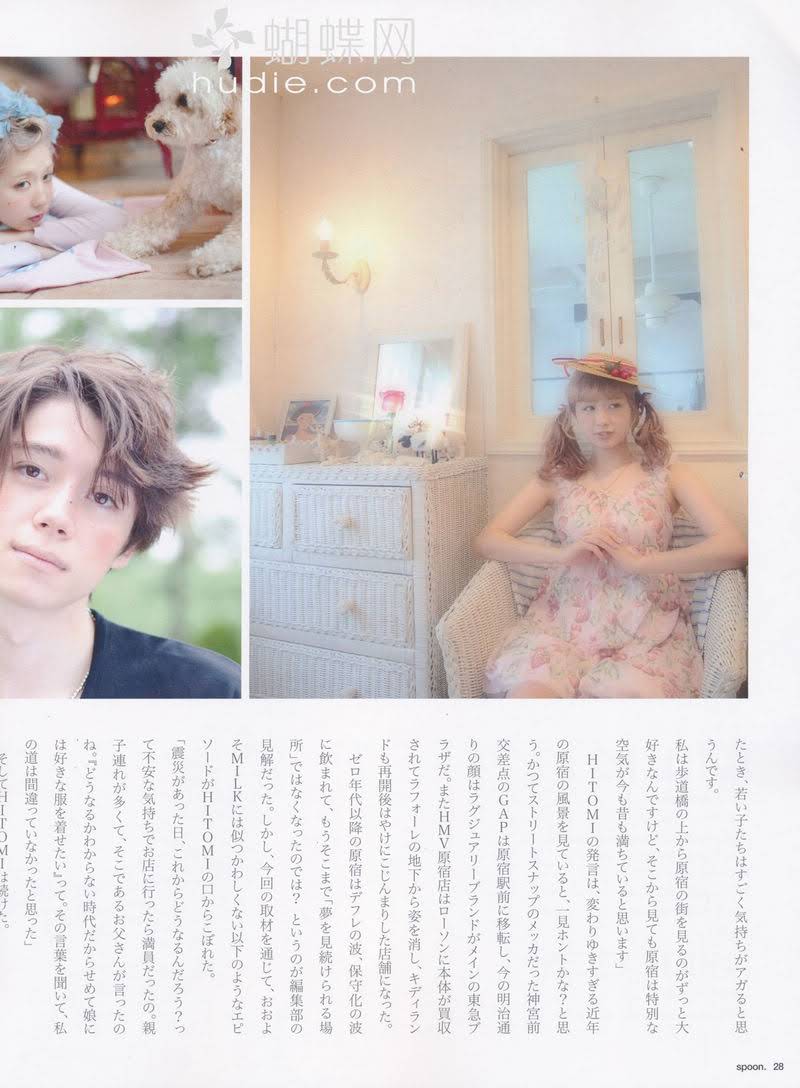 蝴蝶网
hudie.com
たとき、若い子たちはすごく気持ちがアガると思
うんです。
私は歩道橋の上から原宿の街を見るのがずっと大
好きなんですけど、そこから見ても原宿は特別な
空気が今も昔も満ちていると思います」
HITOMIの発言は、変わりゆきすぎる近年
の原宿の風景を見ていると、一見ホントかな？と思
う。かつてストリートスナップのメッカだった神宮前
交差点のGAPは原宿駅前に移転し、今の明治通
りの顔はラグジュアリーブランドがメインの東急プ
ラザだ。またHMV原宿店はローソンに本体が買収
されてラフォーレの地下から姿を消し、キディラン
ドも再開後はやけにこじんまりした店舗になった。
ゼロ年代以降の原宿はデフレの波、保守化の波
に飲まれて、もうそこまで「夢を見続けられる場
所」ではなくなったのでは？　というのが編集部の
見解だった。しかし、今回の取材を通じて、およ
そMILKには似つかわしくない以下のようなエピ
ソードがHITOMIの口からこぼれた。
「震災があった日、これからどうなるんだろう？っ
て不安な気持ちでお店に行ったら満員だったの。親
子連れが多くて、そこであるお父さんが言ったの
ね。『どうなるかわからない時代だからせめて娘に
は好きな服を着せたい』って。その言葉を聞いて、私
の道は間違っていなかったと思った」
そしてHITOMIは続けた。
spoon. 28